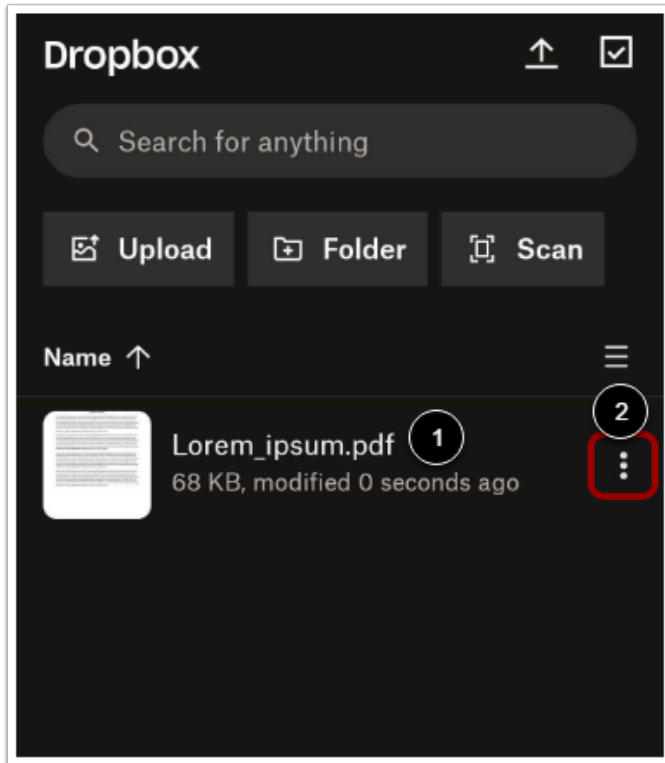 Dropbox
Search for anything
Upload Folder Scan
Name
2
Lorem_ipsum.pdf 1
68 KB, modified 0 seconds ago